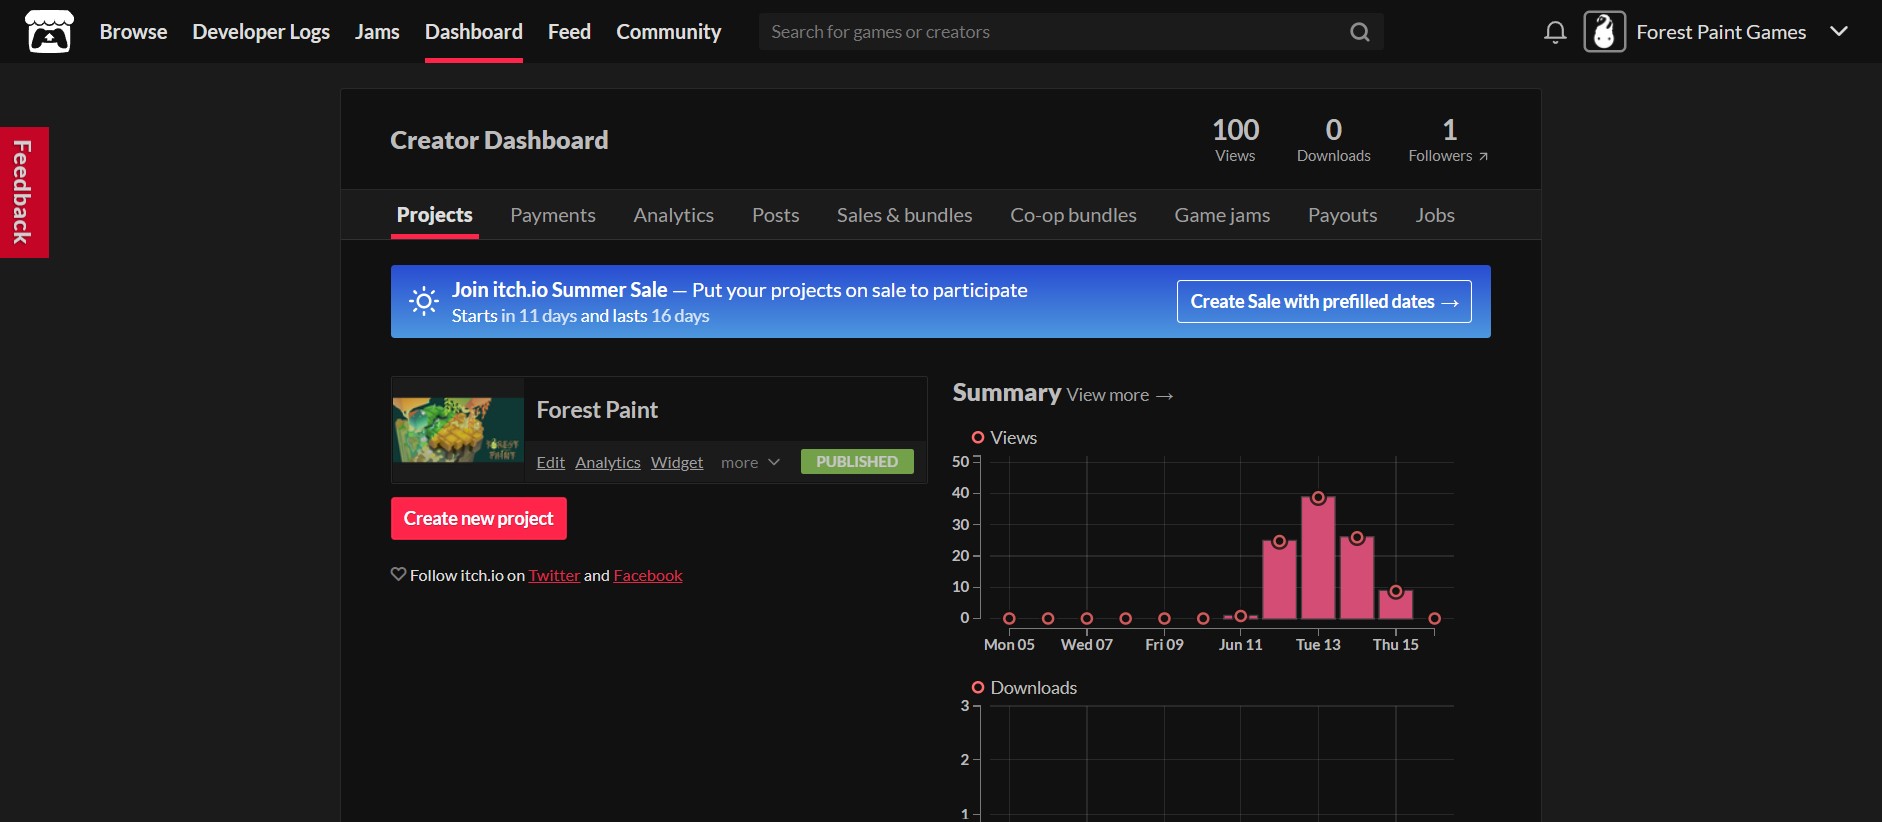 Browse Developer Logs Jams Dashboard Feed Community Search for games or creators Forest Paint Games
Feedback
Creator Dashboard
100 0 1
Views Downloads Followers ↗
Projects Payments Analytics Posts Sales & bundles Co-op bundles Game jams Payouts Jobs
Join itch.io Summer Sale — Put your projects on sale to participate
Starts in 11 days and lasts 16 days
Create Sale with prefilled dates →
FOREST
PAINT
Forest Paint
Edit Analytics Widget more PUBLISHED
Create new project
Follow itch.io on Twitter and Facebook
Summary View more →
Views
50
40
30
20
10
0
Mon 05 Wed 07 Fri 09 Jun 11 Tue 13 Thu 15
Downloads
3
2
1